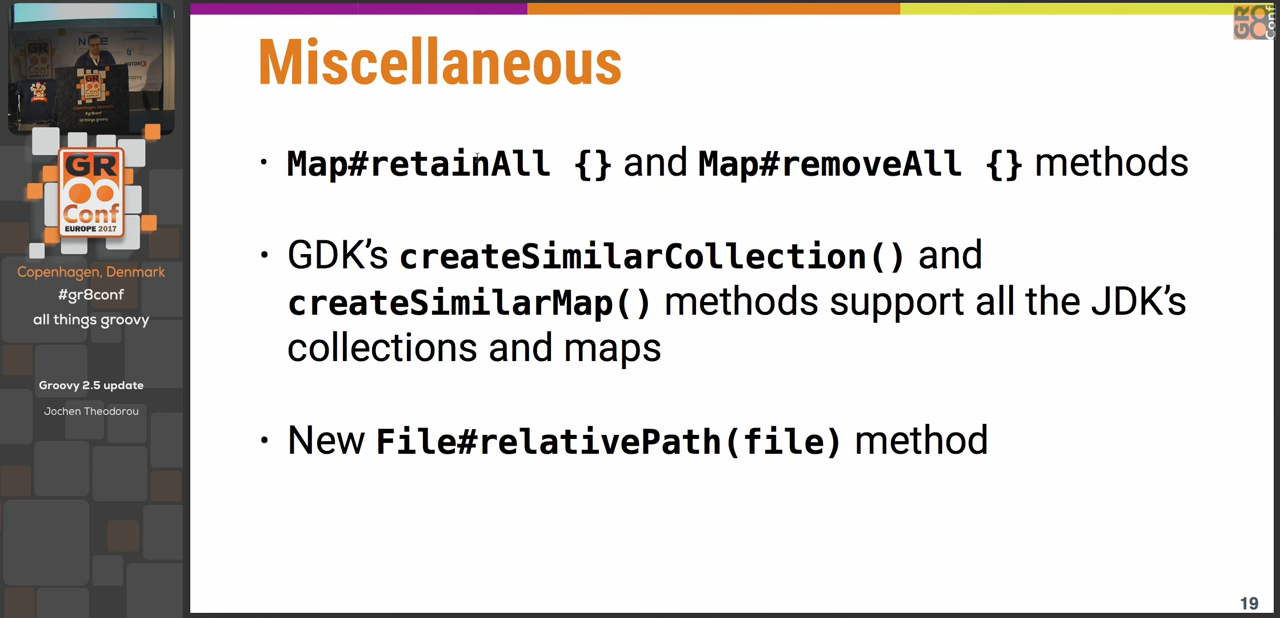 Miscellaneous
• Map#retainAll {} and Map#removeAll {} methods
• GDK’s createSimilarCollection() and
createSimilarMap() methods support all the JDK’s
collections and maps
• New File#relativePath(file) method
19
GR
Conf
EUROPE 2017
Copenhagen, Denmark
#gr8conf
all things groovy
Groovy 2.5 update
Jochen Theodorou
GR
Conf